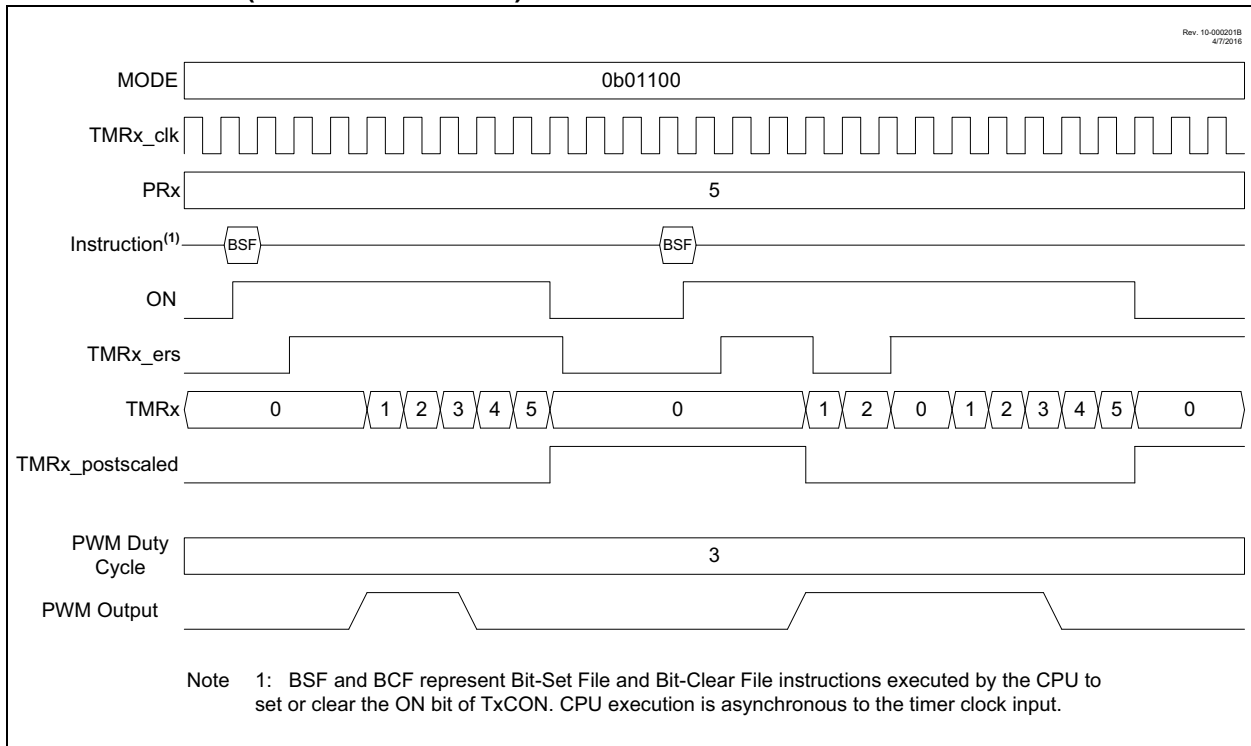 Rev. 10-000201B
4/7/2016
MODE 0b01100
TMRx_clk
PRx 5
Instruction(1) BSF BSF
ON
TMRx_ers
TMRx 0 1 2 3 4 5 0 1 2 0 1 2 3 4 5 0
TMRx_postscaled
PWM Duty
Cycle 3
PWM Output
Note 1: BSF and BCF represent Bit-Set File and Bit-Clear File instructions executed by the CPU to
set or clear the ON bit of TxCON. CPU execution is asynchronous to the timer clock input.